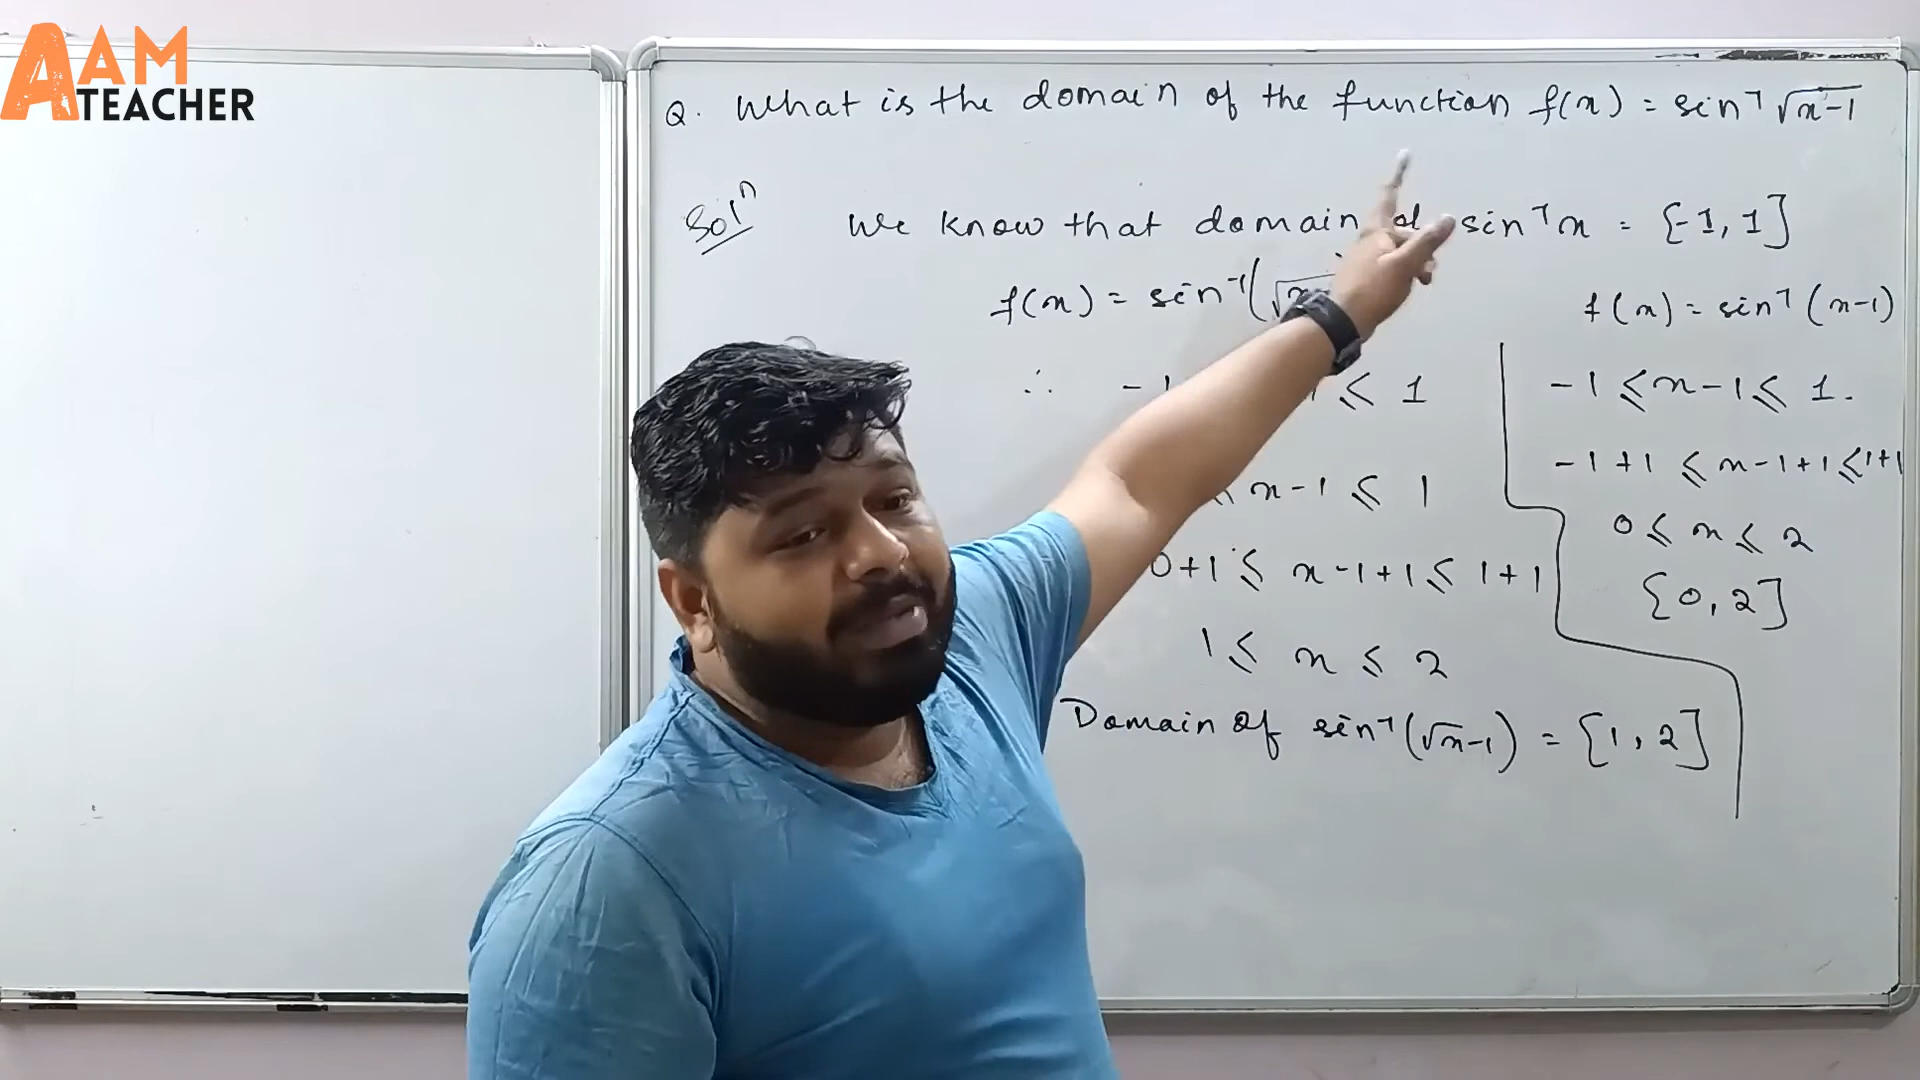 AAM
TEACHER
Q. What is the domain of the function f(x) = sin⁻¹ √x-1
Solⁿ
We know that domain of sin⁻¹x = [-1, 1]
f(x) = sin⁻¹(√x
f(x) = sin⁻¹(x-1)
∴ -1 ≤ 1
-1 ≤ x-1 ≤ 1.
x-1 ≤ 1
-1+1 ≤ x-1+1 ≤ 1+1
0+1 ≤ x-1+1 ≤ 1+1
0 ≤ x ≤ 2
[0, 2]
1 ≤ x ≤ 2
Domain of sin⁻¹(√x-1) = [1, 2]